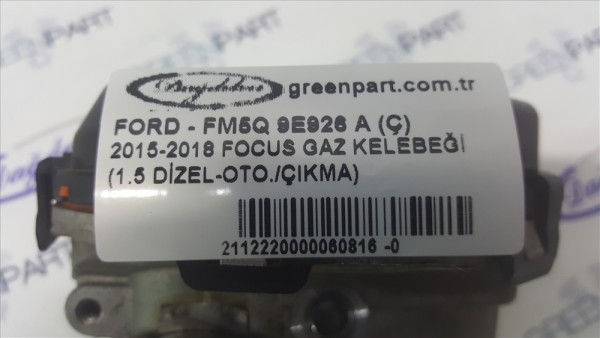 greenpart.com.tr
FORD - FM5Q 9E926 A (Ç)
2015-2018 FOCUS GAZ KELEBEĞİ
(1.5 DİZEL-OTO./ÇIKMA)
2112220000060816 -0